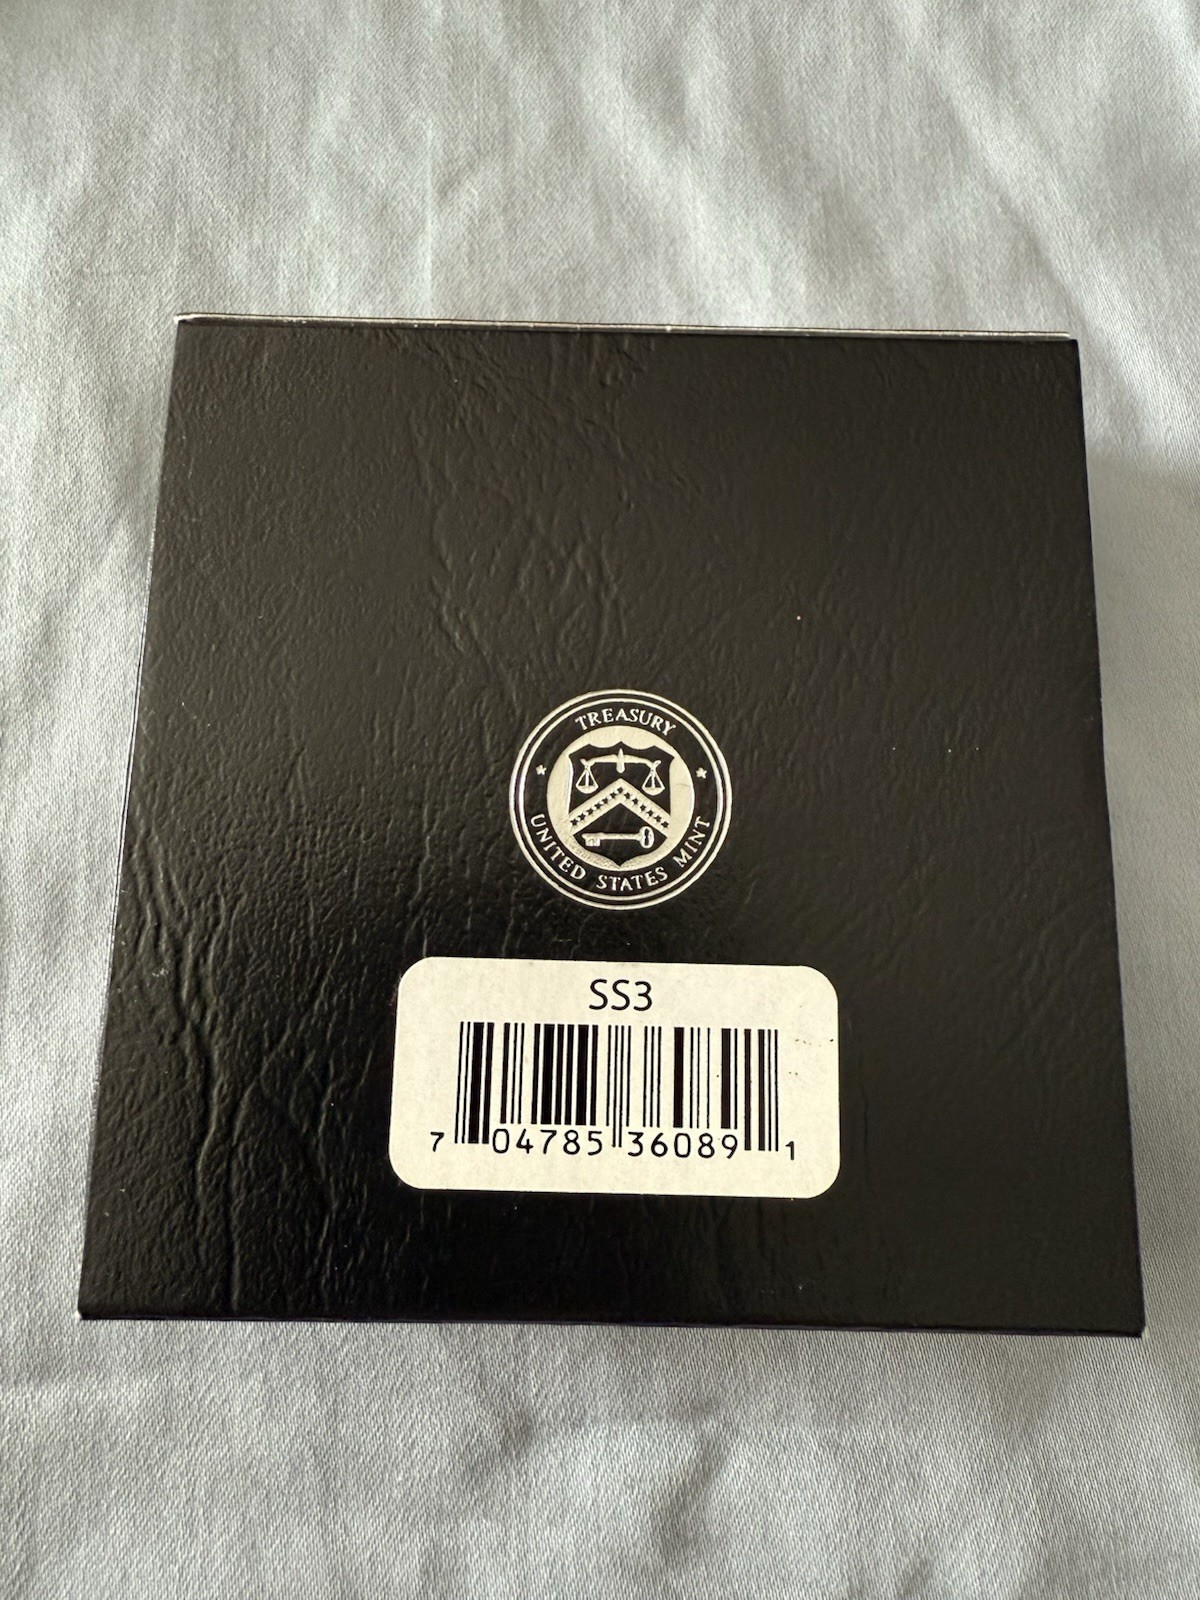 TREASURY
UNITED STATES MINT
SS3
7 04785 36089 1